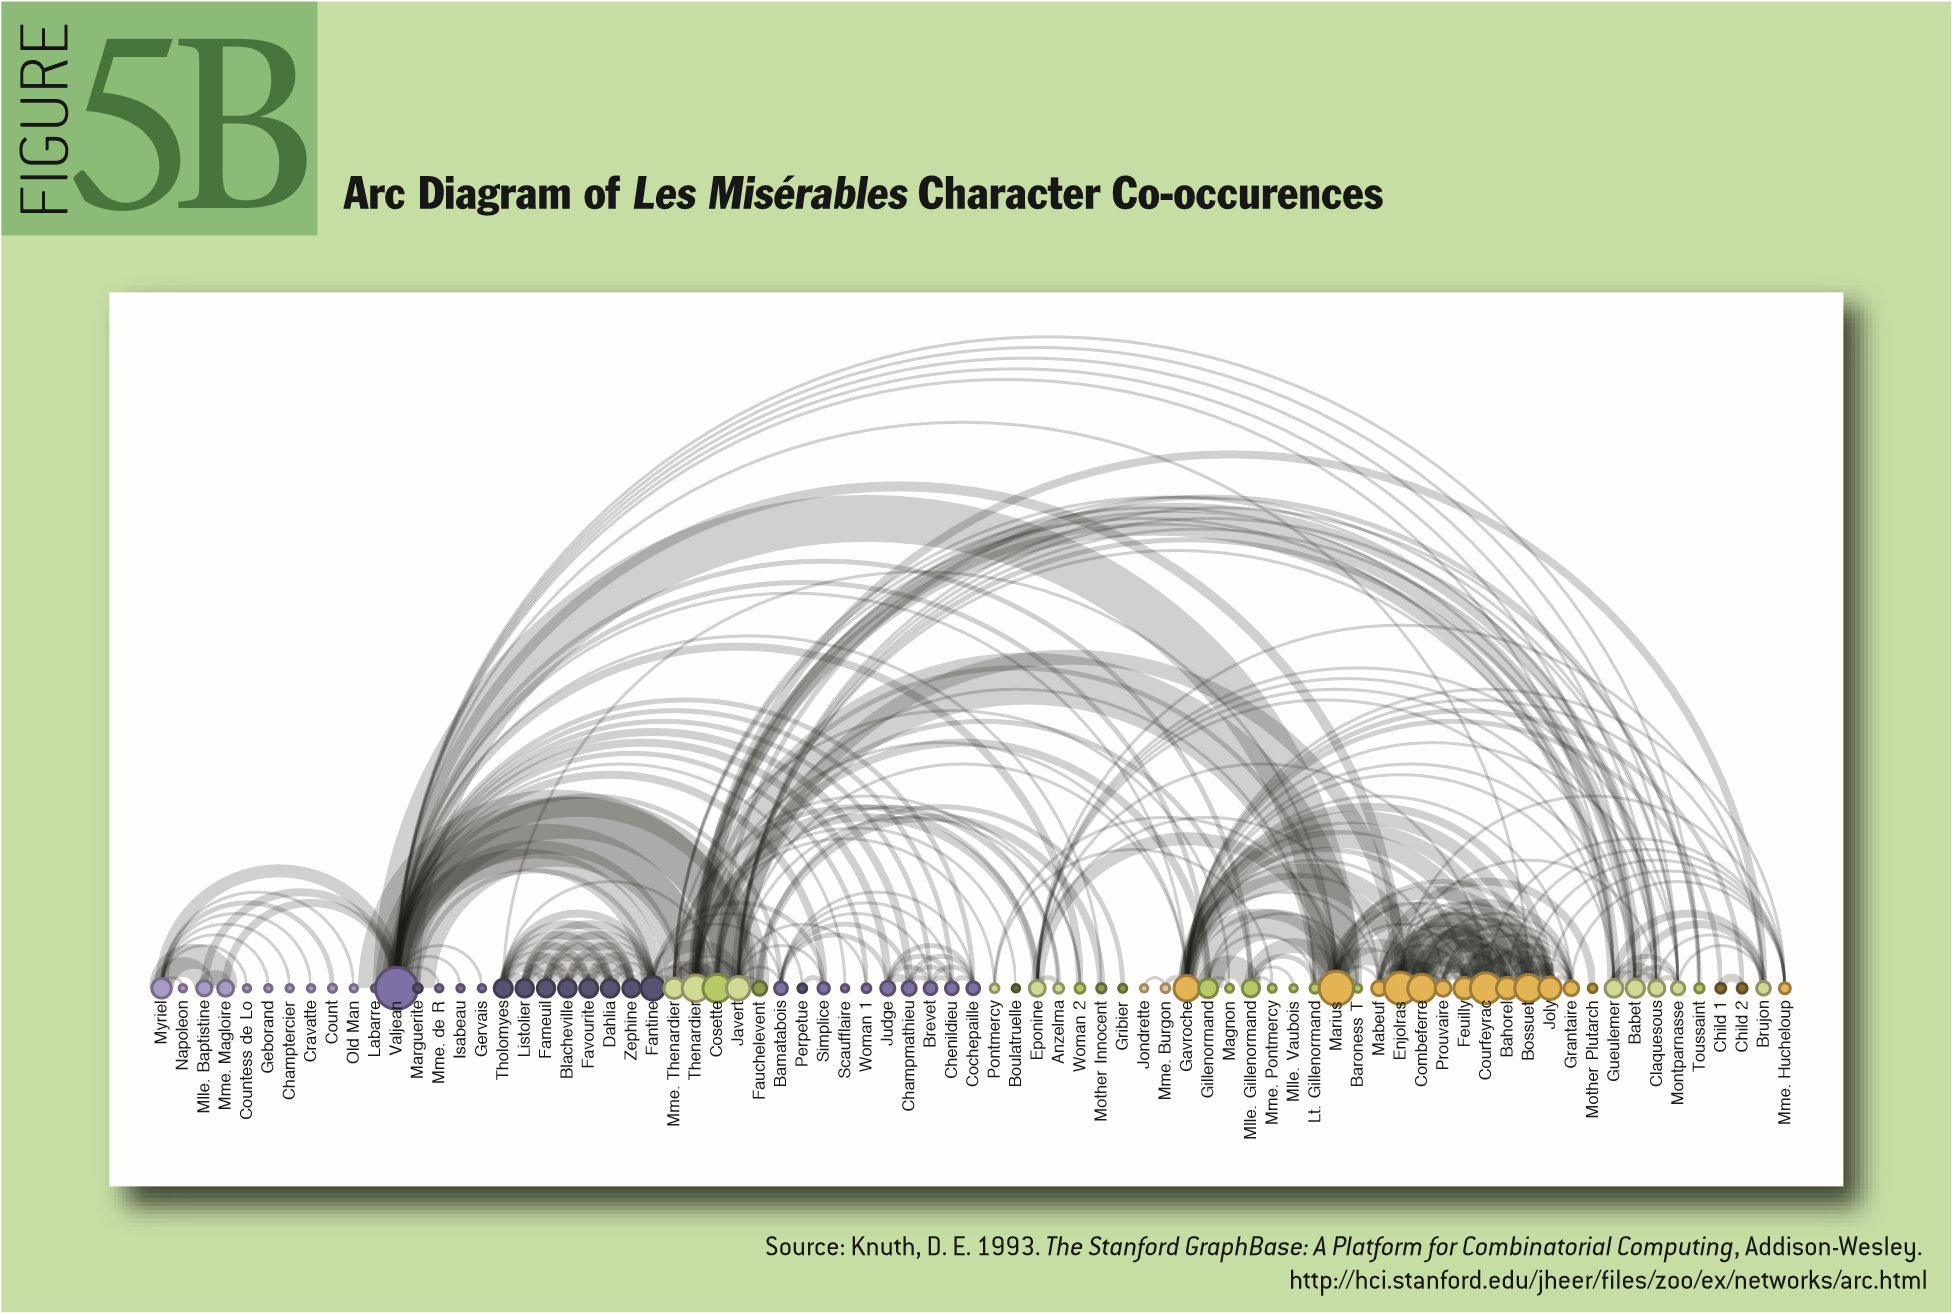 FIGURE
5B
Arc Diagram of Les Misérables Character Co-occurences
Myriel
Napoleon
Mlle. Baptistine
Mme. Magloire
Countess de Lo
Geborand
Champtercier
Cravatte
Count
Old Man
Labarre
Valjean
Marguerite
Mme. de R
Isabeau
Gervais
Tholomyes
Listolier
Fameuil
Blacheville
Favourite
Dahlia
Zephine
Fantine
Mme. Thenardier
Thenardier
Cosette
Javert
Fauchelevent
Bamatabois
Perpetue
Simplice
Scaufflaire
Woman 1
Judge
Champmathieu
Brevet
Chenildieu
Cochepaille
Pontmercy
Boulatruelle
Eponine
Anzelma
Woman 2
Mother Innocent
Gribier
Jondrette
Mme. Burgon
Gavroche
Gillenormand
Magnon
Mlle. Gillenormand
Mme. Pontmercy
Mlle. Vaubois
Lt. Gillenormand
Marius
Baroness T
Mabeuf
Enjolras
Combeferre
Prouvaire
Feuilly
Courfeyrac
Bahorel
Bossuet
Joly
Grantaire
Mother Plutarch
Gueulemer
Babet
Claquesous
Montparnasse
Toussaint
Child 1
Child 2
Brujon
Mme. Hucheloup
Source: Knuth, D. E. 1993. The Stanford GraphBase: A Platform for Combinatorial Computing, Addison-Wesley.
http://hci.stanford.edu/jheer/files/zoo/ex/networks/arc.html